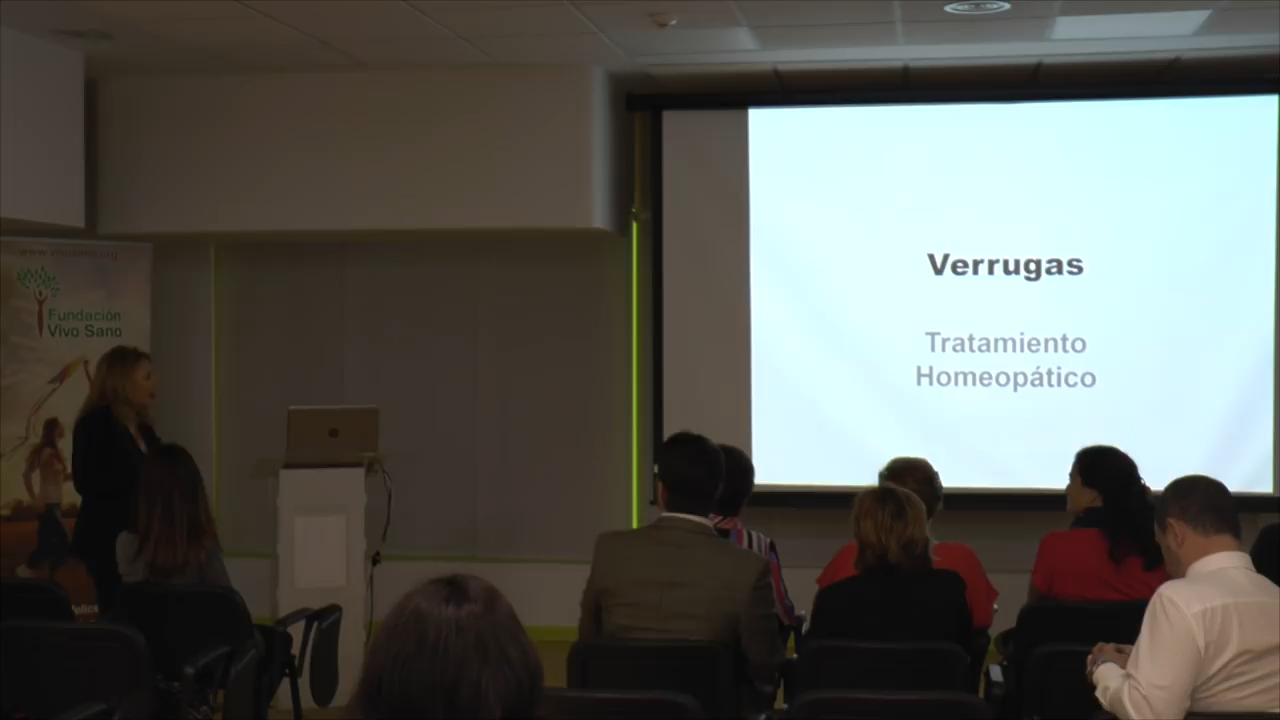 Fundación
Vivo Sano
Verrugas
Tratamiento
Homeopático